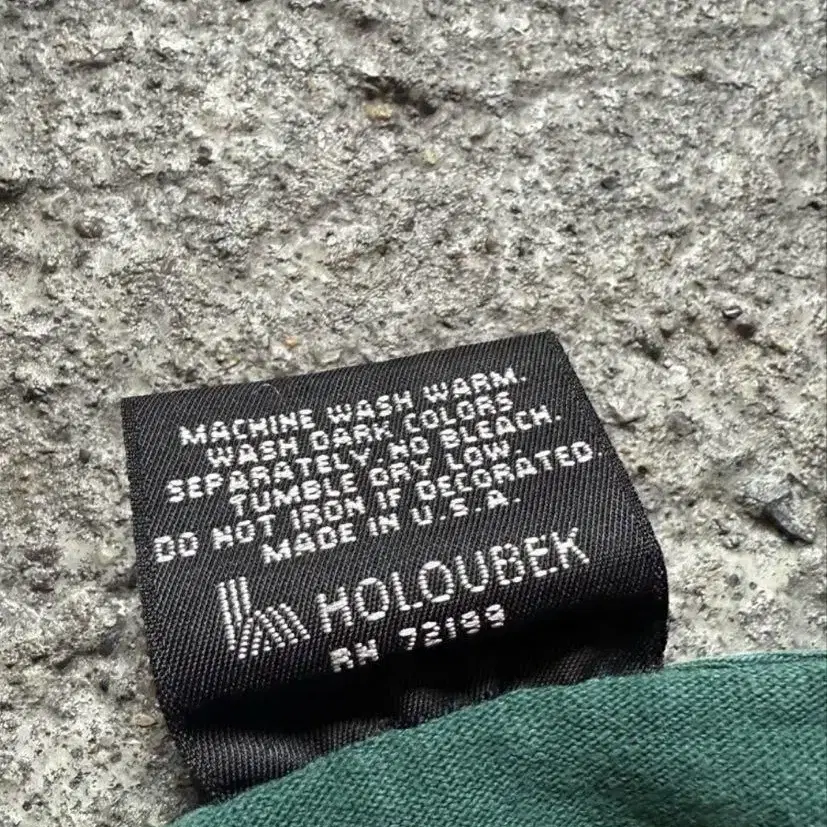 MACHINE WASH WARM.
WASH DARK COLORS
SEPARATELY. NO BLEACH.
TUMBLE DRY LOW
DO NOT IRON IF DECORATED.
MADE IN U.S.A.
HOLOUBEK
RN 72199